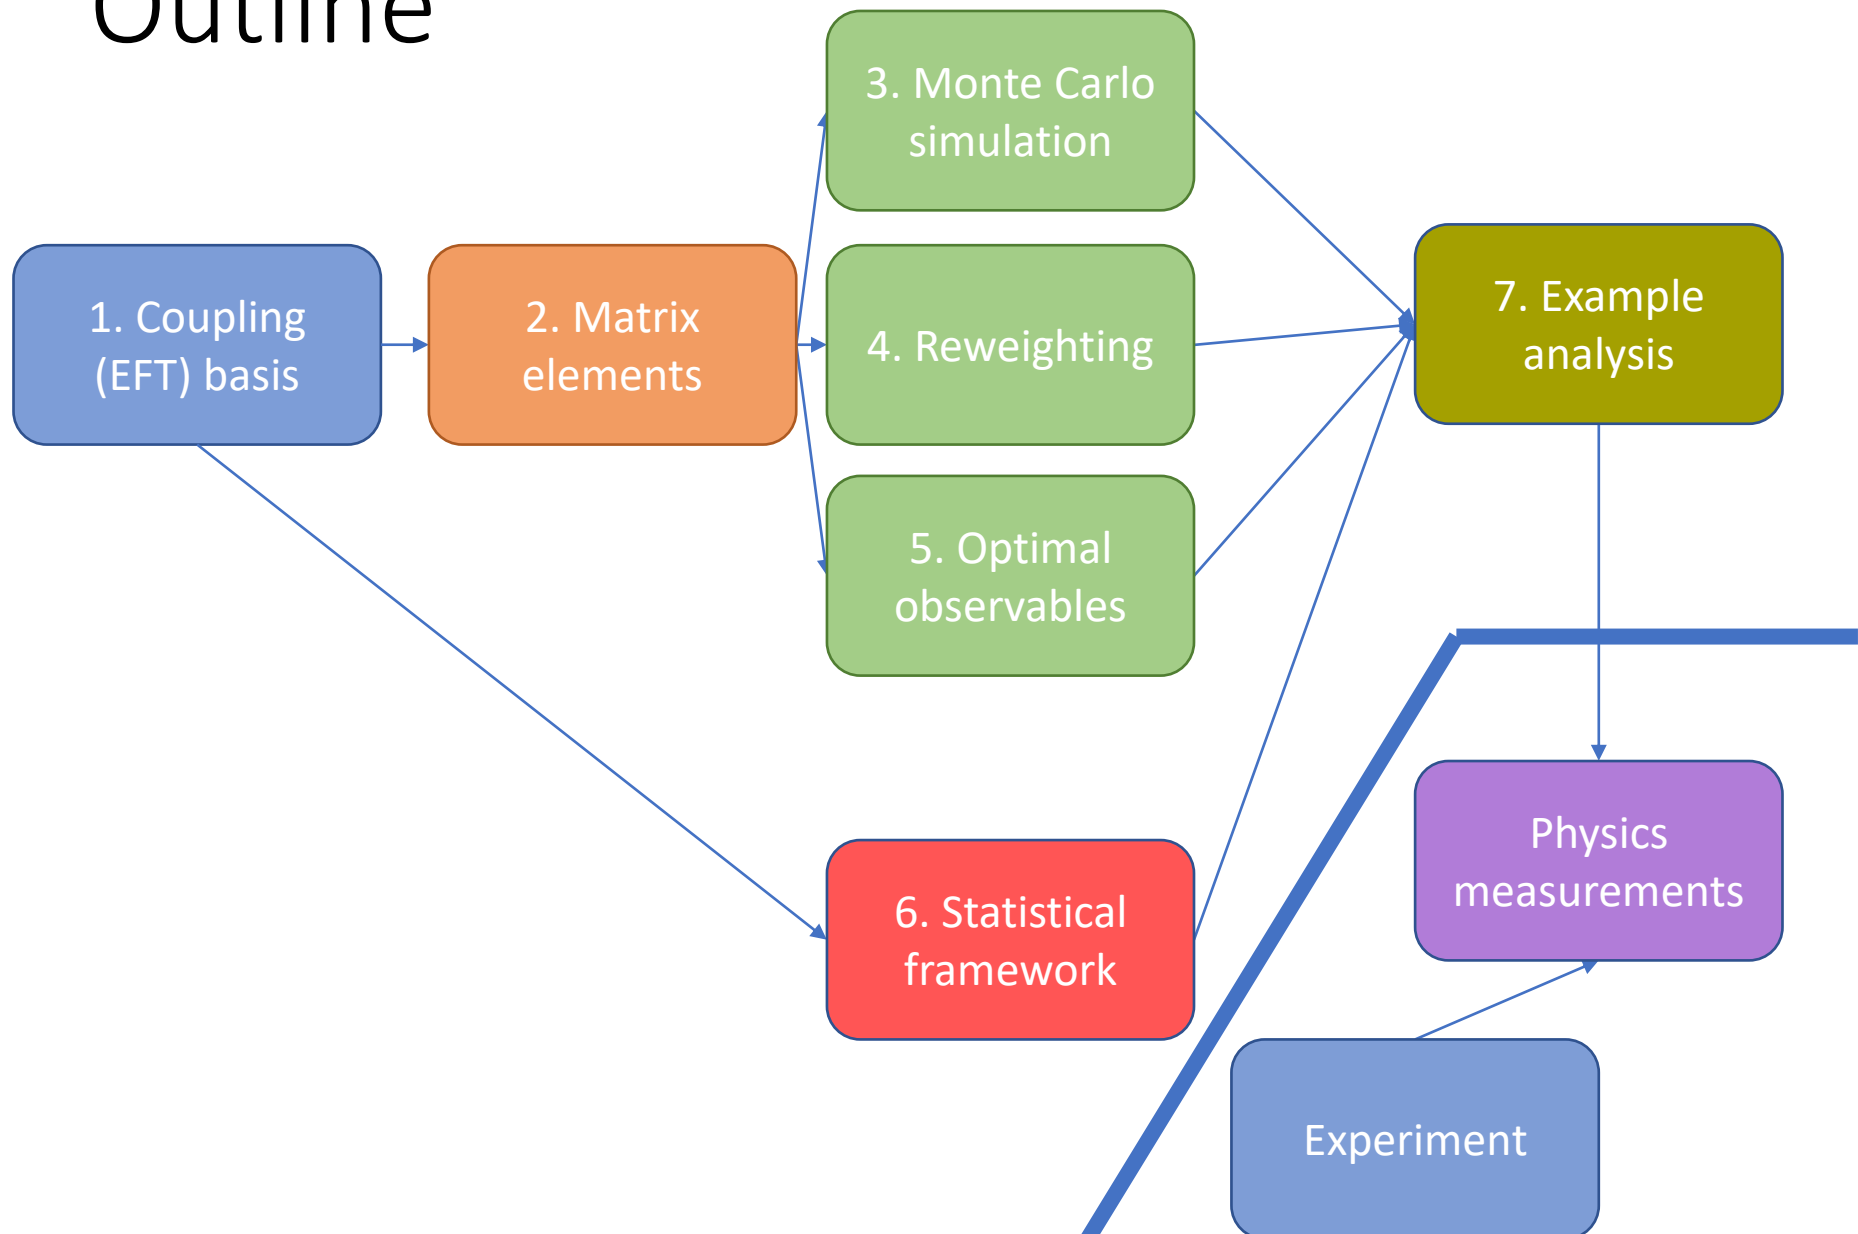 Outline
3. Monte Carlo
simulation
1. Coupling
(EFT) basis
2. Matrix
elements
4. Reweighting
7. Example
analysis
5. Optimal
observables
6. Statistical
framework
Physics
measurements
Experiment